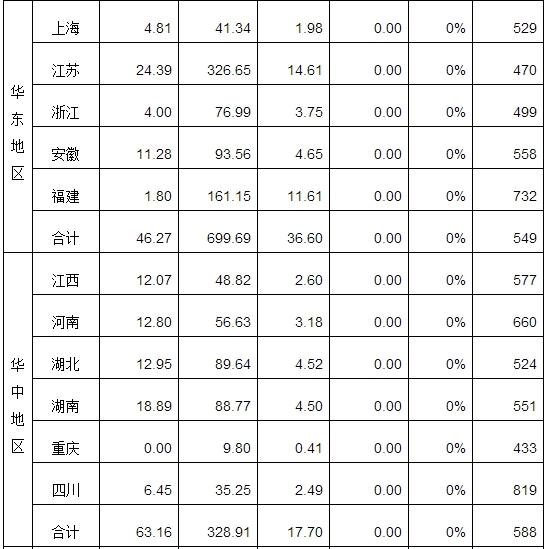 华东地区
上海 4.81 41.34 1.98 0.00 0% 529
江苏 24.39 326.65 14.61 0.00 0% 470
浙江 4.00 76.99 3.75 0.00 0% 499
安徽 11.28 93.56 4.65 0.00 0% 558
福建 1.80 161.15 11.61 0.00 0% 732
合计 46.27 699.69 36.60 0.00 0% 549
华中地区
江西 12.07 48.82 2.60 0.00 0% 577
河南 12.80 56.63 3.18 0.00 0% 660
湖北 12.95 89.64 4.52 0.00 0% 524
湖南 18.89 88.77 4.50 0.00 0% 551
重庆 0.00 9.80 0.41 0.00 0% 433
四川 6.45 35.25 2.49 0.00 0% 819
合计 63.16 328.91 17.70 0.00 0% 588